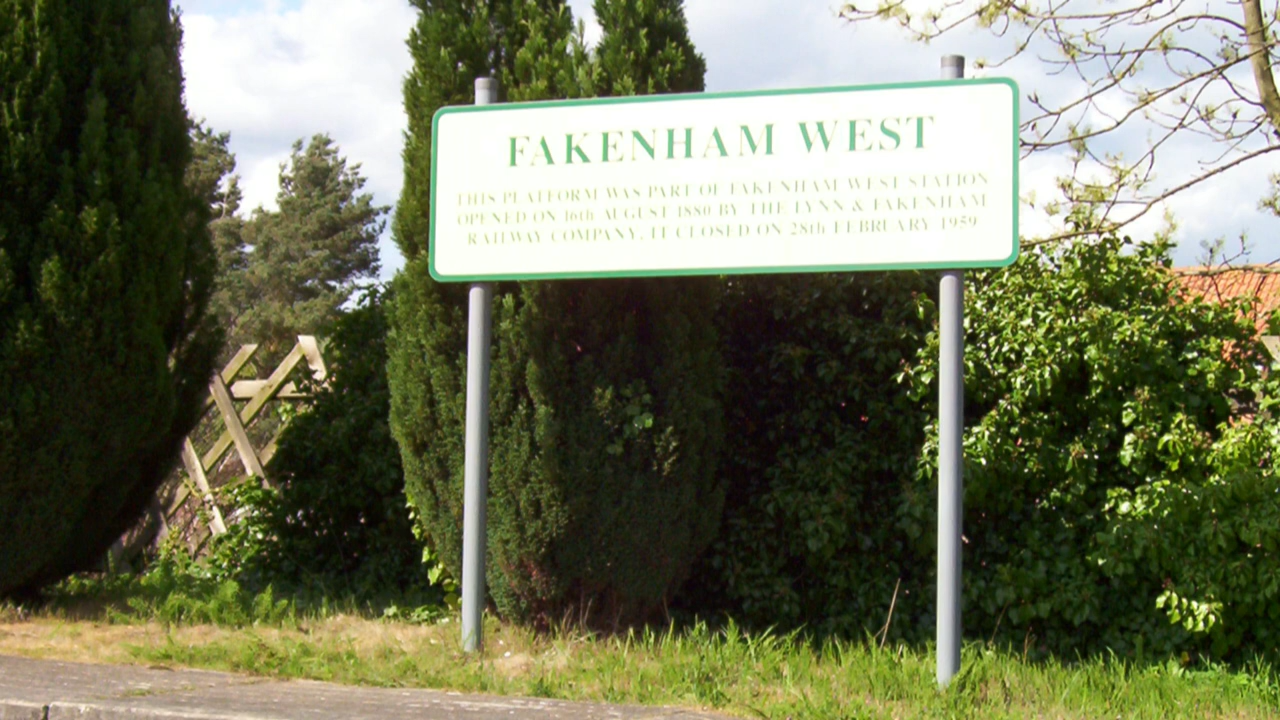 FAKENHAM WEST
THIS PLATFORM WAS PART OF FAKENHAM WEST STATION
OPENED ON 16th AUGUST 1880 BY THE LYNN & FAKENHAM
RAILWAY COMPANY. IT CLOSED ON 28th FEBRUARY 1959